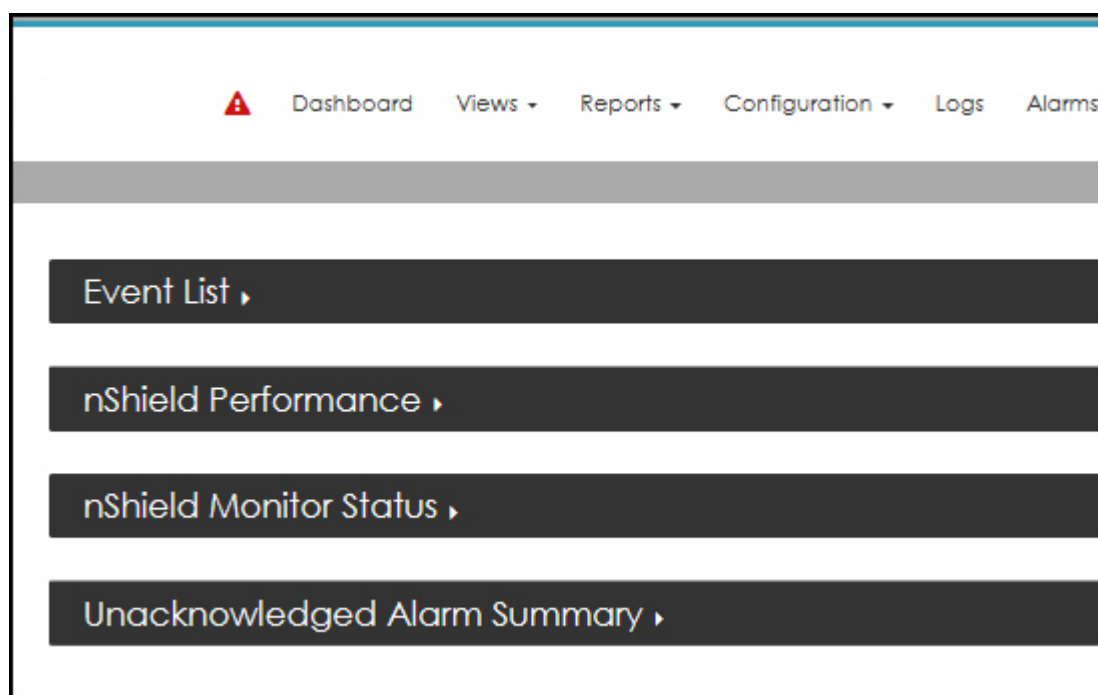 Dashboard Views Reports Configuration Logs Alarms
Event List
nShield Performance
nShield Monitor Status
Unacknowledged Alarm Summary